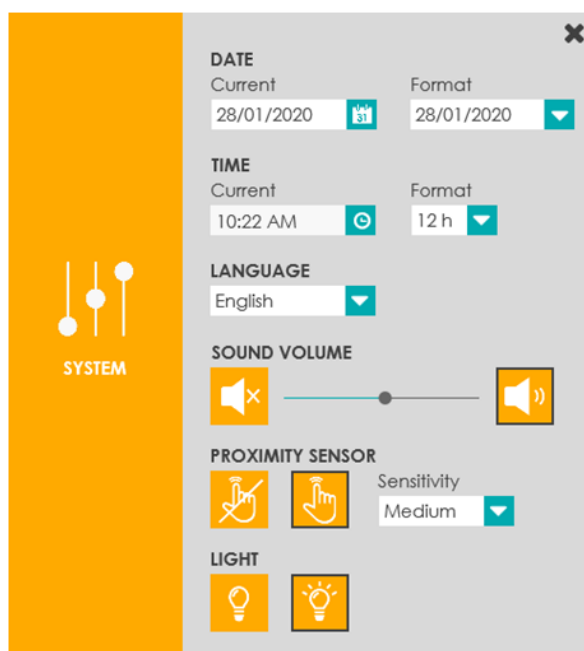 DATE
Current Format
28/01/2020 31 28/01/2020
TIME
Current Format
10:22 AM 12 h
LANGUAGE
English
SYSTEM
SOUND VOLUME
PROXIMITY SENSOR
Sensitivity
Medium
LIGHT